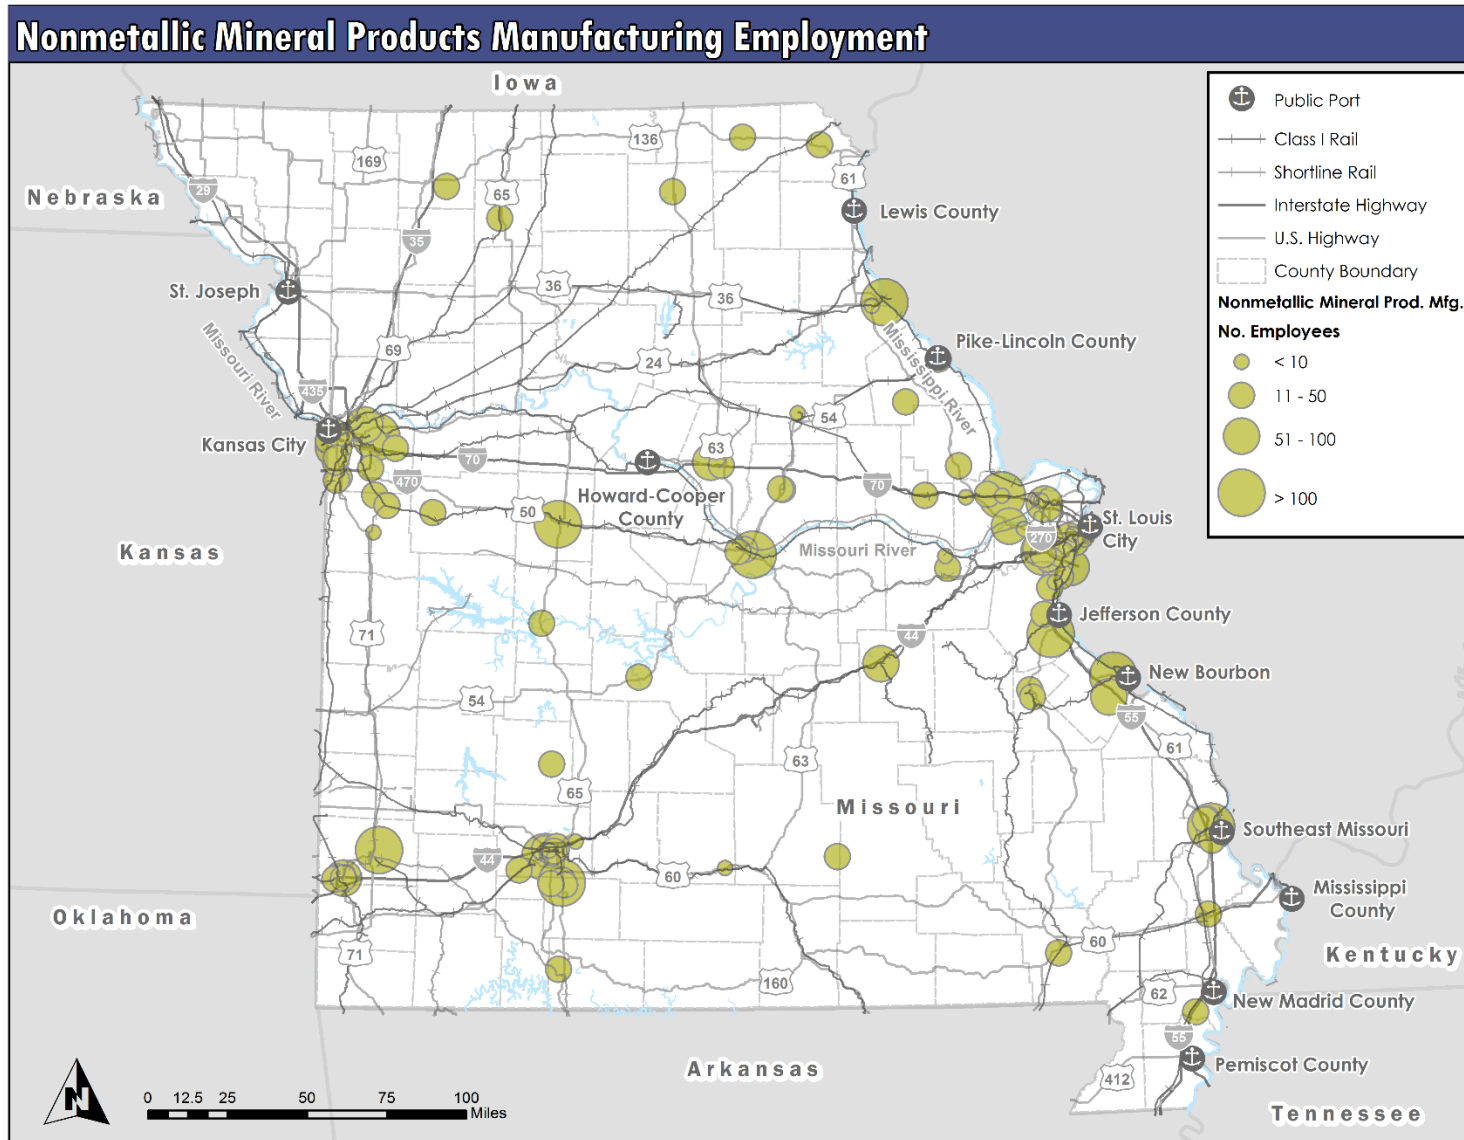 Nonmetallic Mineral Products Manufacturing Employment
Iowa
Nebraska
Kansas
Oklahoma
Arkansas
Missouri
Kentucky
Tennessee
Public Port
Class I Rail
Shortline Rail
Interstate Highway
U.S. Highway
County Boundary
Nonmetallic Mineral Prod. Mfg.
No. Employees
< 10
11 - 50
51 - 100
> 100
136
169
29
65
61
35
Lewis County
St. Joseph
36
36
Missouri River
69
24
Mississippi River
Pike-Lincoln County
435
54
Kansas City
63
70
470
70
Howard-Cooper
County
50
St. Louis
City
270
Missouri River
71
44
Jefferson County
54
New Bourbon
55
61
63
65
Southeast Missouri
44
60
Mississippi
County
71
60
160
62
New Madrid County
55
Pemiscot County
412
N
0 12.5 25 50 75 100
Miles